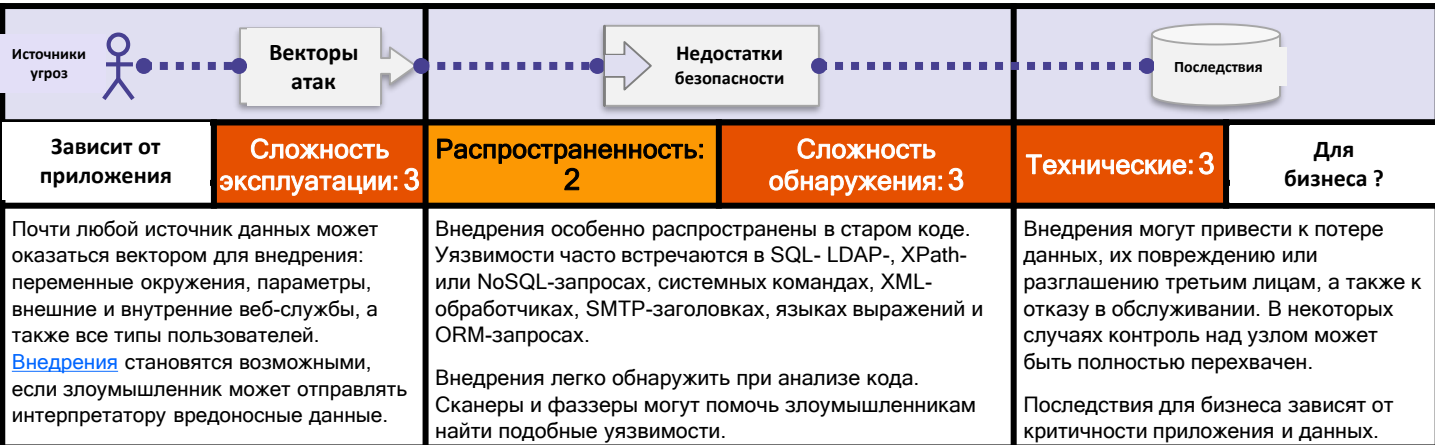 Источники
угроз
Векторы
атак
Недостатки
безопасности
Последствия
Зависит от
приложения
Сложность
эксплуатации: 3
Распространенность:
2
Сложность
обнаружения: 3
Технические: 3
Для
бизнеса ?
Почти любой источник данных может
оказаться вектором для внедрения:
переменные окружения, параметры,
внешние и внутренние веб-службы, а
также все типы пользователей.
Внедрения становятся возможными,
если злоумышленник может отправлять
интерпретатору вредоносные данные.
Внедрения особенно распространены в старом коде.
Уязвимости часто встречаются в SQL- LDAP-, XPath-
или NoSQL-запросах, системных командах, XML-
обработчиках, SMTP-заголовках, языках выражений и
ORM-запросах.
Внедрения легко обнаружить при анализе кода.
Сканеры и фаззеры могут помочь злоумышленникам
найти подобные уязвимости.
Внедрения могут привести к потере
данных, их повреждению или
разглашению третьим лицам, а также к
отказу в обслуживании. В некоторых
случаях контроль над узлом может
быть полностью перехвачен.
Последствия для бизнеса зависят от
критичности приложения и данных.